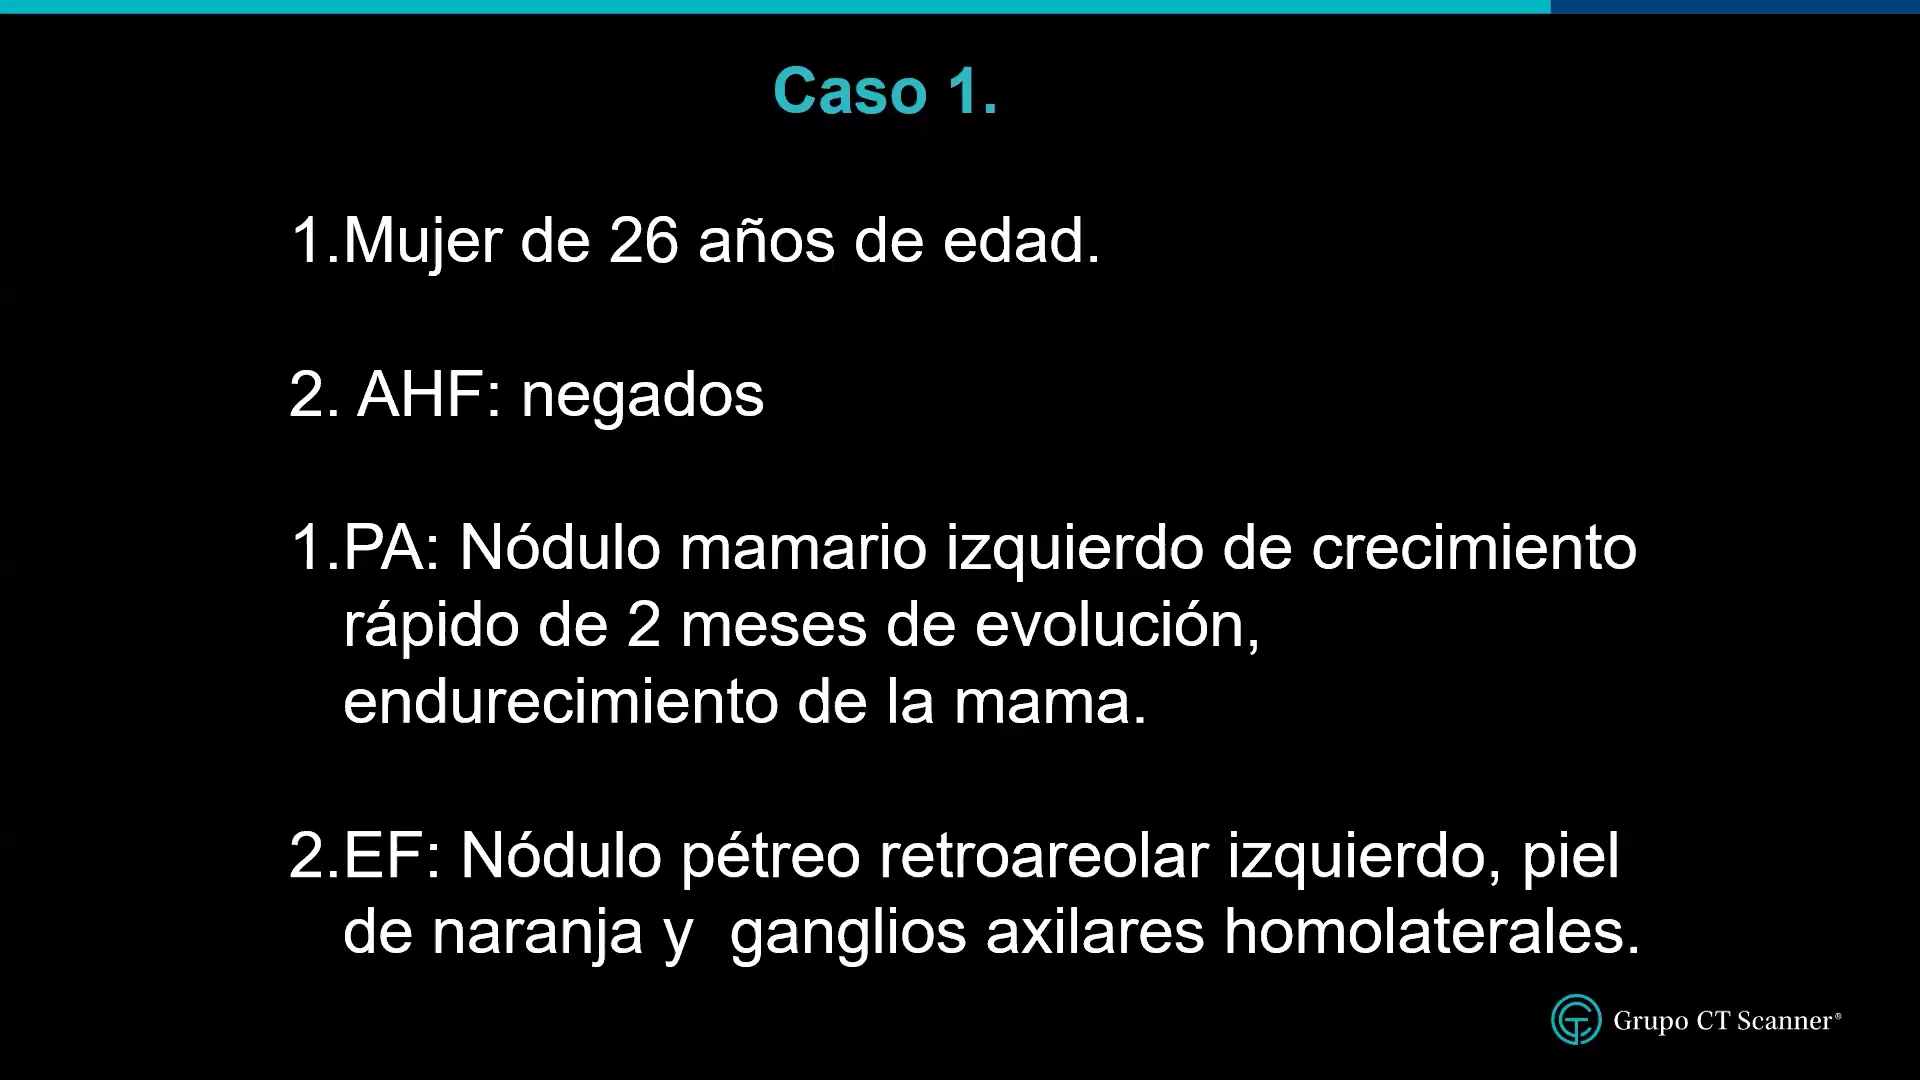 Caso 1.
1.Mujer de 26 años de edad.
2. AHF: negados
1.PA: Nódulo mamario izquierdo de crecimiento
rápido de 2 meses de evolución,
endurecimiento de la mama.
2.EF: Nódulo pétreo retroareolar izquierdo, piel
de naranja y  ganglios axilares homolaterales.
Grupo CT Scanner®